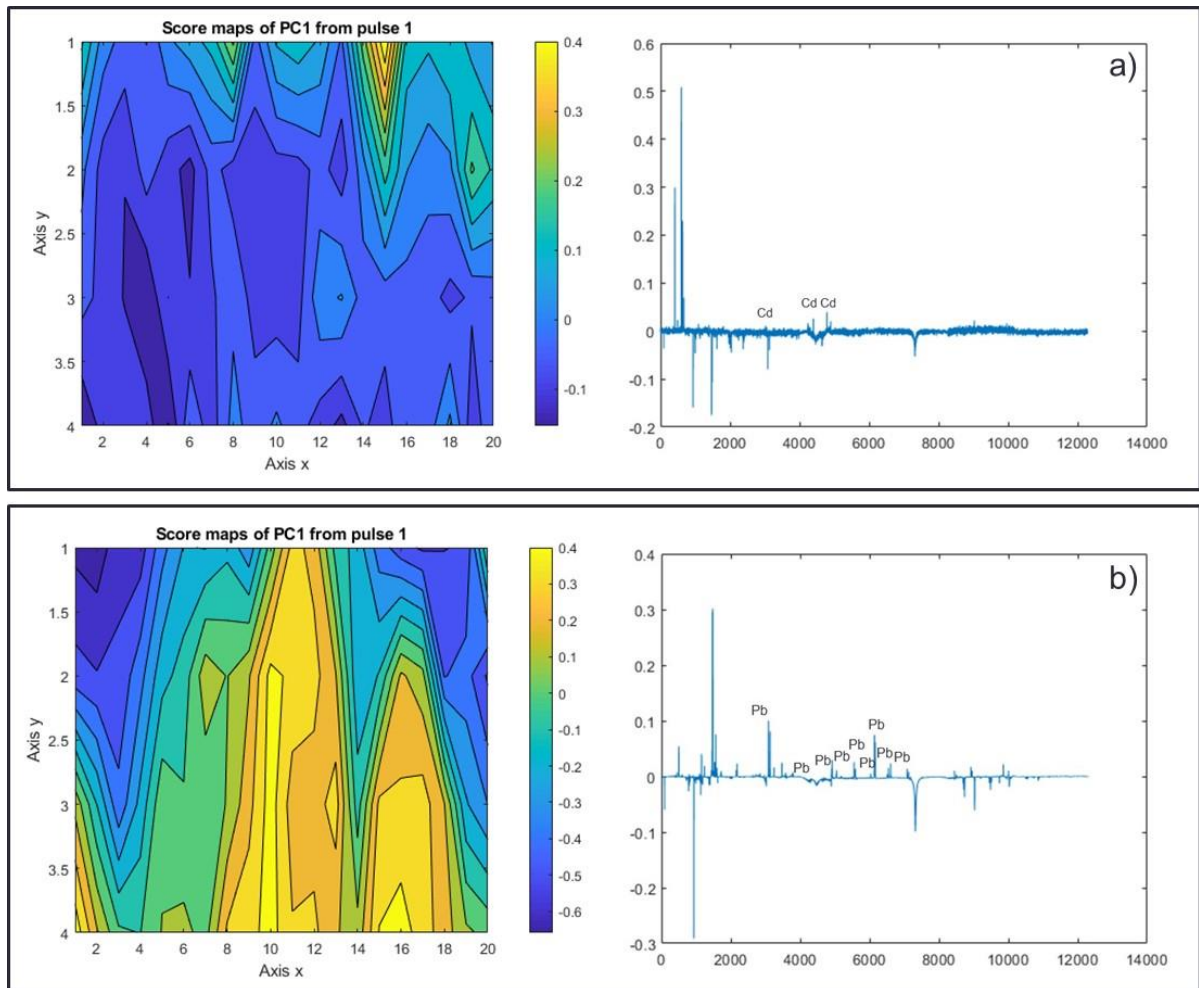 Score maps of PC1 from pulse 1
1
1.5
2
2.5
3
3.5
4
Axis y
2 4 6 8 10 12 14 16 18 20
Axis x
0.4
0.3
0.2
0.1
0
-0.1
a)
0.6
0.5
0.4
0.3
0.2
0.1
0
-0.1
-0.2
Cd
Cd Cd
0 2000 4000 6000 8000 10000 12000 14000
Score maps of PC1 from pulse 1
1
1.5
2
2.5
3
3.5
4
Axis y
2 4 6 8 10 12 14 16 18 20
Axis x
0.4
0.3
0.2
0.1
0
-0.1
-0.2
-0.3
-0.4
-0.5
-0.6
b)
0.4
0.3
0.2
0.1
0
-0.1
-0.2
-0.3
Pb
Pb
Pb
Pb
Pb
Pb
Pb
Pb
Pb
0 2000 4000 6000 8000 10000 12000 14000